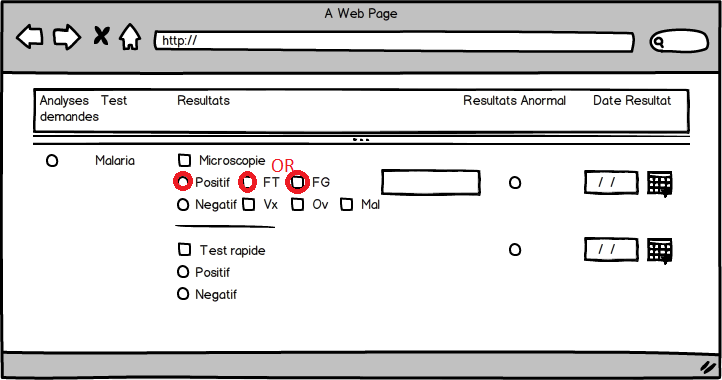 A Web Page
http://
Analyses Test Resultats Resultats Anormal Date Resultat
demandes
Malaria Microscopie OR
Positif FT FG / /
Negatif Vx Ov Mal
Test rapide / /
Positif
Negatif